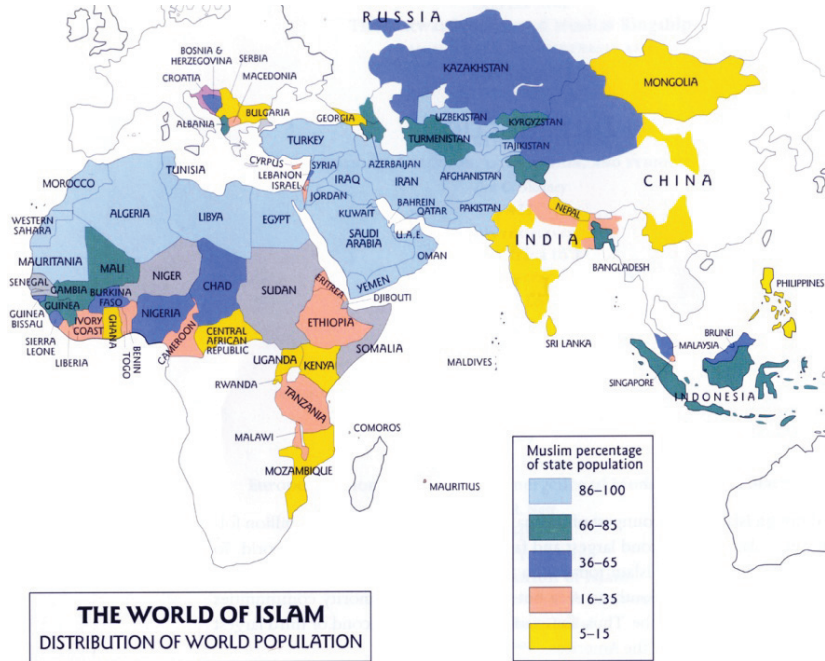 RUSSIA
BOSNIA &
HERZEGOVINA
SERBIA
CROATIA
MACEDONIA
KAZAKHSTAN
MONGOLIA
BULGARIA
GEORGIA
ALBANIA
UZBEKISTAN
KYRGYZSTAN
TURKEY
TURMENISTAN
TAJIKISTAN
TUNISIA
CYRPUS
SYRIA
AZERBAIJAN
CHINA
MOROCCO
LEBANON
ISRAEL
IRAQ
IRAN
AFGHANISTAN
JORDAN
ALGERIA
LIBYA
EGYPT
KUWAIT
BAHREIN
QATAR
PAKISTAN
NEPAL
WESTERN
SAHARA
SAUDI
ARABIA
U.A.E.
INDIA
OMAN
MAURITANIA
MALI
NIGER
YEMEN
BANGLADESH
SENEGAL
GAMBIA
BURKINA
FASO
CHAD
SUDAN
ERITREA
DJIBOUTI
PHILIPPINES
GUINEA
GUINEA
BISSAU
IVORY
COAST
GHANA
NIGERIA
CENTRAL
AFRICAN
REPUBLIC
ETHIOPIA
BRUNEI
SIERRA
LEONE
LIBERIA
TOGO
BENIN
CAMEROON
SOMALIA
SRI LANKA
MALAYSIA
UGANDA
KENYA
MALDIVES
RWANDA
SINGAPORE
INDONESIA
TANZANIA
MALAWI
COMOROS
MOZAMBIQUE
MAURITIUS
Muslim percentage
of state population
86–100
66–85
36–65
16–35
5–15
THE WORLD OF ISLAM
DISTRIBUTION OF WORLD POPULATION